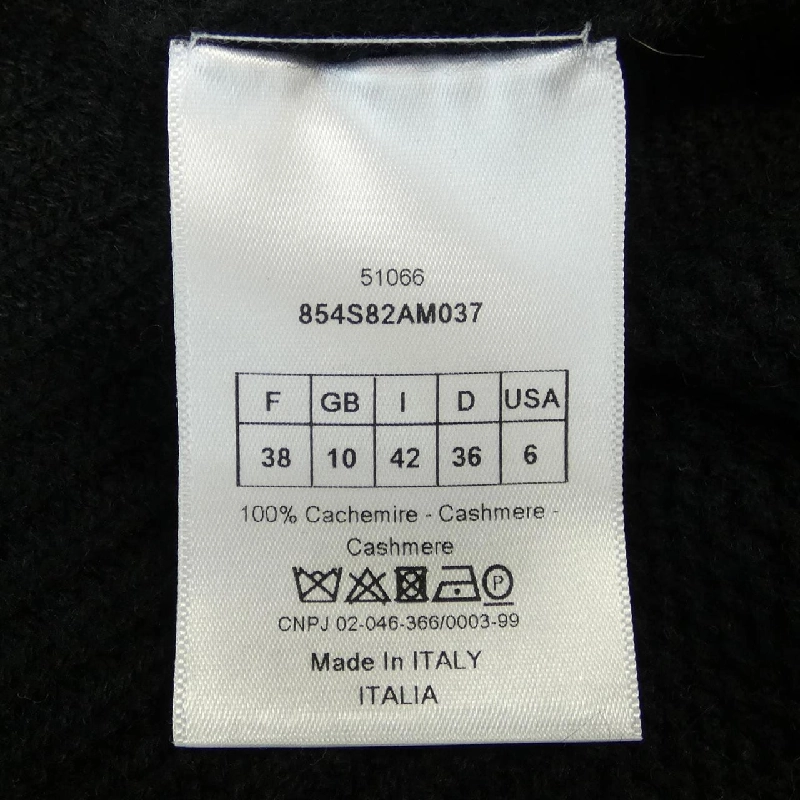 51066
854S82AM037
F GB I D USA
38 10 42 36 6
100% Cachemire - Cashmere -
Cashmere
P
CNPJ 02-046-366/0003-99
Made In ITALY
ITALIA